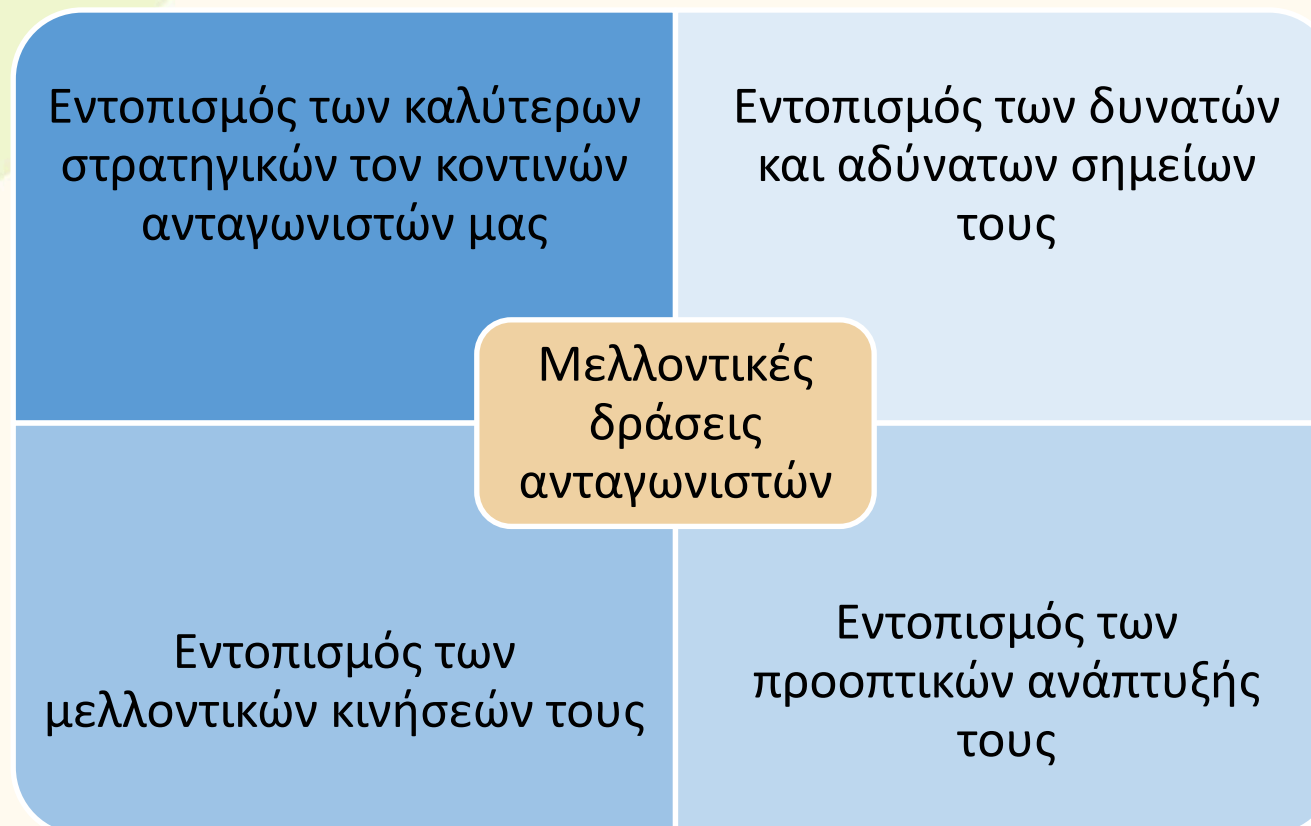 Εντοπισμός των καλύτερων
στρατηγικών τον κοντινών
ανταγωνιστών μας
Εντοπισμός των δυνατών
και αδύνατων σημείων
τους
Μελλοντικές
δράσεις
ανταγωνιστών
Εντοπισμός των
μελλοντικών κινήσεών τους
Εντοπισμός των
προοπτικών ανάπτυξής
τους